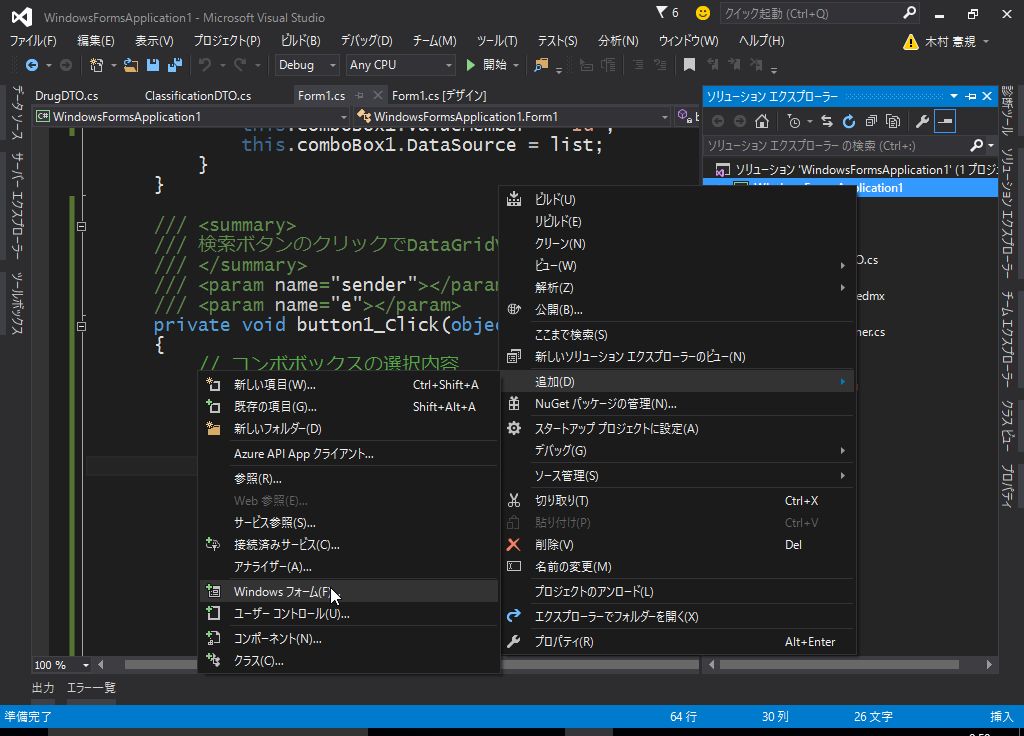 WindowsFormsApplication1 - Microsoft Visual Studio
6
クイック起動 (Ctrl+Q)
ファイル(F) 編集(E) 表示(V) プロジェクト(P) ビルド(B) デバッグ(D) チーム(M) ツール(T) テスト(S) 分析(N) ウィンドウ(W) ヘルプ(H)
木村 憲規
Debug Any CPU 開始
データ ソース
サーバー エクスプローラー
ツールボックス
DrugDTO.cs ClassificationDTO.cs Form1.cs Form1.cs [デザイン]
C# WindowsFormsApplication1 WindowsFormsApplication1.Form1
this.comboBox1.ValueMember = "id";
this.comboBox1.DataSource = list;
}
}
/// <summary>
/// 検索ボタンのクリックでDataGridV
/// </summary>
/// <param name="sender"></param
/// <param name="e"></param>
private void button1_Click(objec
{
// コンボボックスの選択内容
ソリューション エクスプローラー
ソリューション エクスプローラー の検索 (Ctrl+:)
ソリューション 'WindowsFormsApplication1' (1 プロジ
WindowsFormsApplication1
O.cs
edmx
ner.cs
診断ツール
ソリューション エクスプローラー
チーム エクスプローラー
クラス ビュー
プロパティ
ビルド(U)
リビルド(E)
クリーン(N)
ビュー(W)
解析(Z)
公開(B)...
ここまで検索(S)
新しいソリューション エクスプローラーのビュー(N)
追加(D)
NuGet パッケージの管理(N)...
スタートアップ プロジェクトに設定(A)
デバッグ(G)
ソース管理(S)
切り取り(T) Ctrl+X
貼り付け(P) Ctrl+V
削除(V) Del
名前の変更(M)
プロジェクトのアンロード(L)
エクスプローラーでフォルダーを開く(X)
プロパティ(R) Alt+Enter
新しい項目(W)... Ctrl+Shift+A
既存の項目(G)... Shift+Alt+A
新しいフォルダー(D)
Azure API App クライアント...
参照(R)...
Web 参照(E)...
サービス参照(S)...
接続済みサービス(C)...
アナライザー(A)...
Windows フォーム(F)
ユーザー コントロール(U)...
コンポーネント(N)...
クラス(C)...
100 %
出力 エラー一覧
準備完了 64 行 30 列 26 文字 挿入